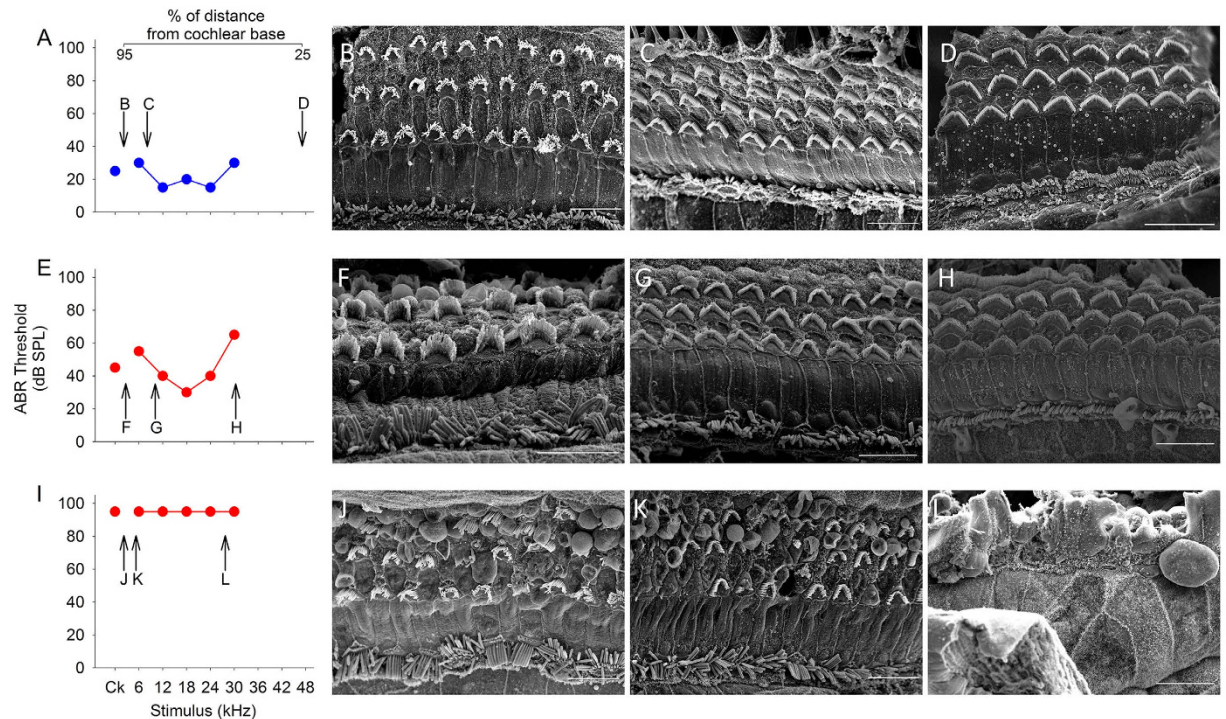 % of distance
from cochlear base
A
100
95
25
B
C
D
80
60
40
20
0
B
C
D
E
100
80
60
40
20
0
F
G
H
ABR Threshold
(dB SPL)
F
G
H
I
100
80
60
40
20
0
J
K
L
Ck 6 12 18 24 30 36 42 48
Stimulus (kHz)
J
K
L